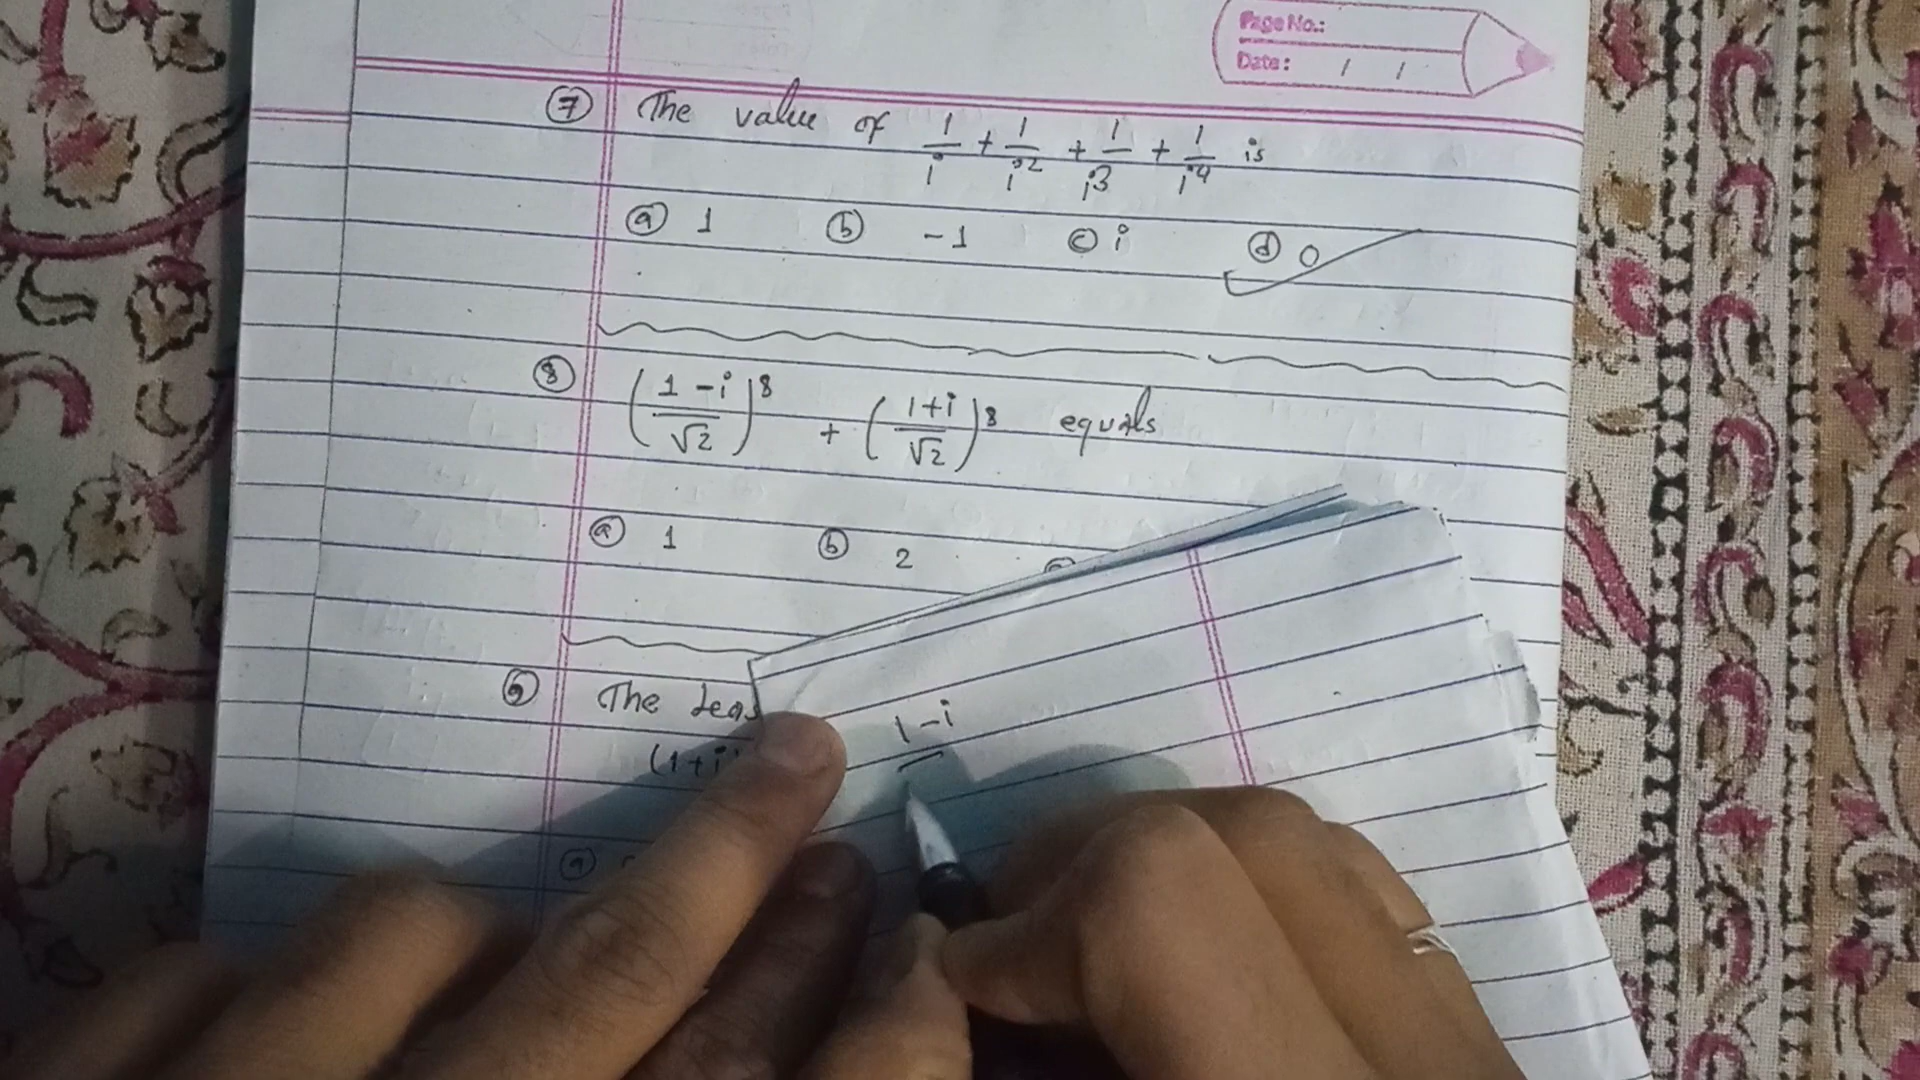 Page No.:
Date: / /
⑦ The value of 1/i + 1/i² + 1/i³ + 1/i⁴ is
ⓐ 1 ⓑ -1 ⓒ i ⓓ 0
⑧ ((1-i)/√2)⁸ + ((1+i)/√2)⁸ equals
ⓐ 1 ⓑ 2
⑨ The
(1+i)
ⓐ
1-i